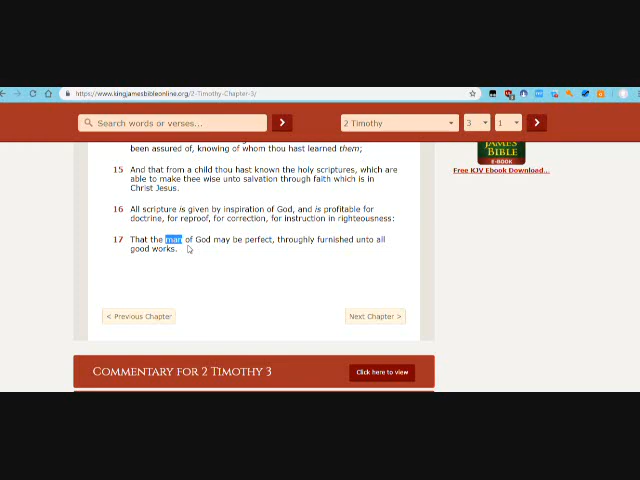 https://www.kingjamesbibleonline.org/2-Timothy-Chapter-3/
Search words or verses...
2 Timothy
3
1
been assured of, knowing of whom thou hast learned them;
15 And that from a child thou hast known the holy scriptures, which are
able to make thee wise unto salvation through faith which is in
Christ Jesus.
16 All scripture is given by inspiration of God, and is profitable for
doctrine, for reproof, for correction, for instruction in righteousness:
17 That the man of God may be perfect, throughly furnished unto all
good works.
JAMES
BIBLE
E-BOOK
Free KJV Ebook Download...
< Previous Chapter
Next Chapter >
Commentary for 2 Timothy 3
Click here to view